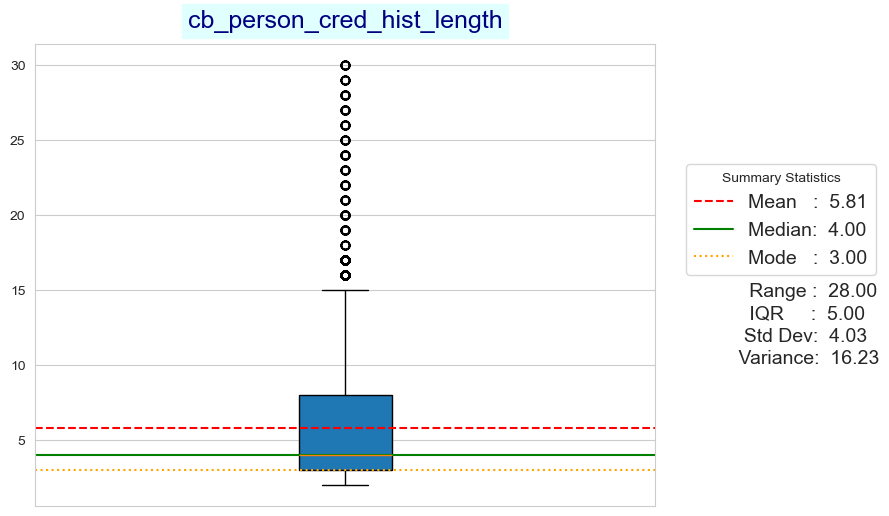 cb_person_cred_hist_length
30
25
20
15
10
5
Summary Statistics
Mean : 5.81
Median: 4.00
Mode : 3.00
Range : 28.00
IQR : 5.00
Std Dev: 4.03
Variance: 16.23